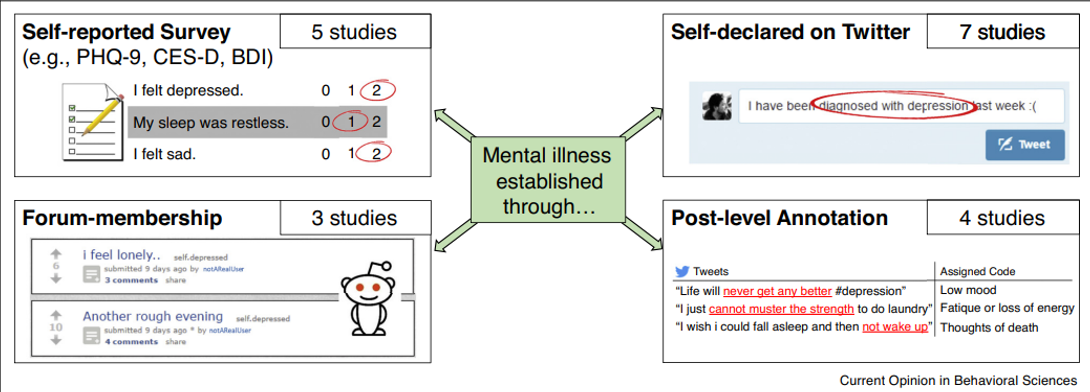 Self-reported Survey
5 studies
(e.g., PHQ-9, CES-D, BDI)
I felt depressed. 0 1 2
My sleep was restless. 0 1 2
I felt sad. 0 1 2
Self-declared on Twitter
7 studies
I have been diagnosed with depression last week :(
Tweet
Mental illness
established
through…
Forum-membership
3 studies
i feel lonely.. self.depressed
6
submitted 9 days ago by notARealUser
3 comments share
Another rough evening self.depressed
10
submitted 9 days ago * by notARealUser
4 comments share
Post-level Annotation
4 studies
Tweets Assigned Code
“Life will never get any better #depression” Low mood
“I just cannot muster the strength to do laundry” Fatigue or loss of energy
“I wish i could fall asleep and then not wake up” Thoughts of death
Current Opinion in Behavioral Sciences